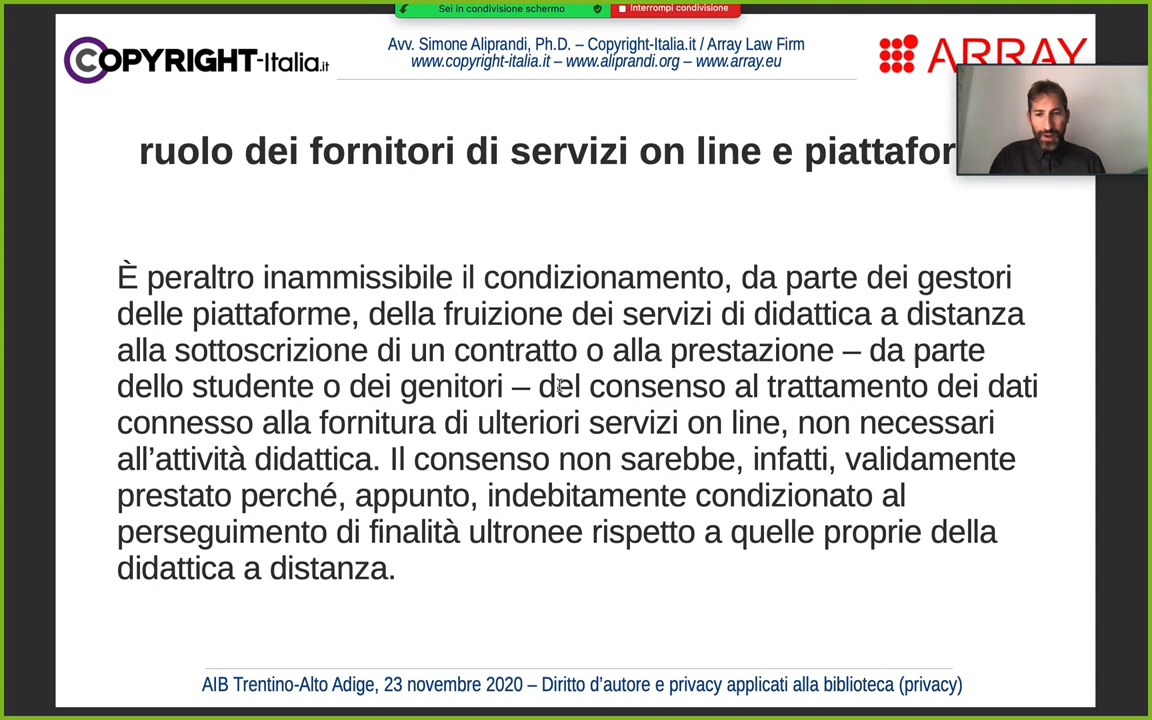 Sei in condivisione schermo
Interrompi condivisione
COPYRIGHT-Italia.it
Avv. Simone Aliprandi, Ph.D. – Copyright-Italia.it / Array Law Firm
www.copyright-italia.it – www.aliprandi.org – www.array.eu
ARRAY
ruolo dei fornitori di servizi on line e piattafor
È peraltro inammissibile il condizionamento, da parte dei gestori
delle piattaforme, della fruizione dei servizi di didattica a distanza
alla sottoscrizione di un contratto o alla prestazione – da parte
dello studente o dei genitori – del consenso al trattamento dei dati
connesso alla fornitura di ulteriori servizi on line, non necessari
all’attività didattica. Il consenso non sarebbe, infatti, validamente
prestato perché, appunto, indebitamente condizionato al
perseguimento di finalità ultronee rispetto a quelle proprie della
didattica a distanza.
AIB Trentino-Alto Adige, 23 novembre 2020 – Diritto d’autore e privacy applicati alla biblioteca (privacy)